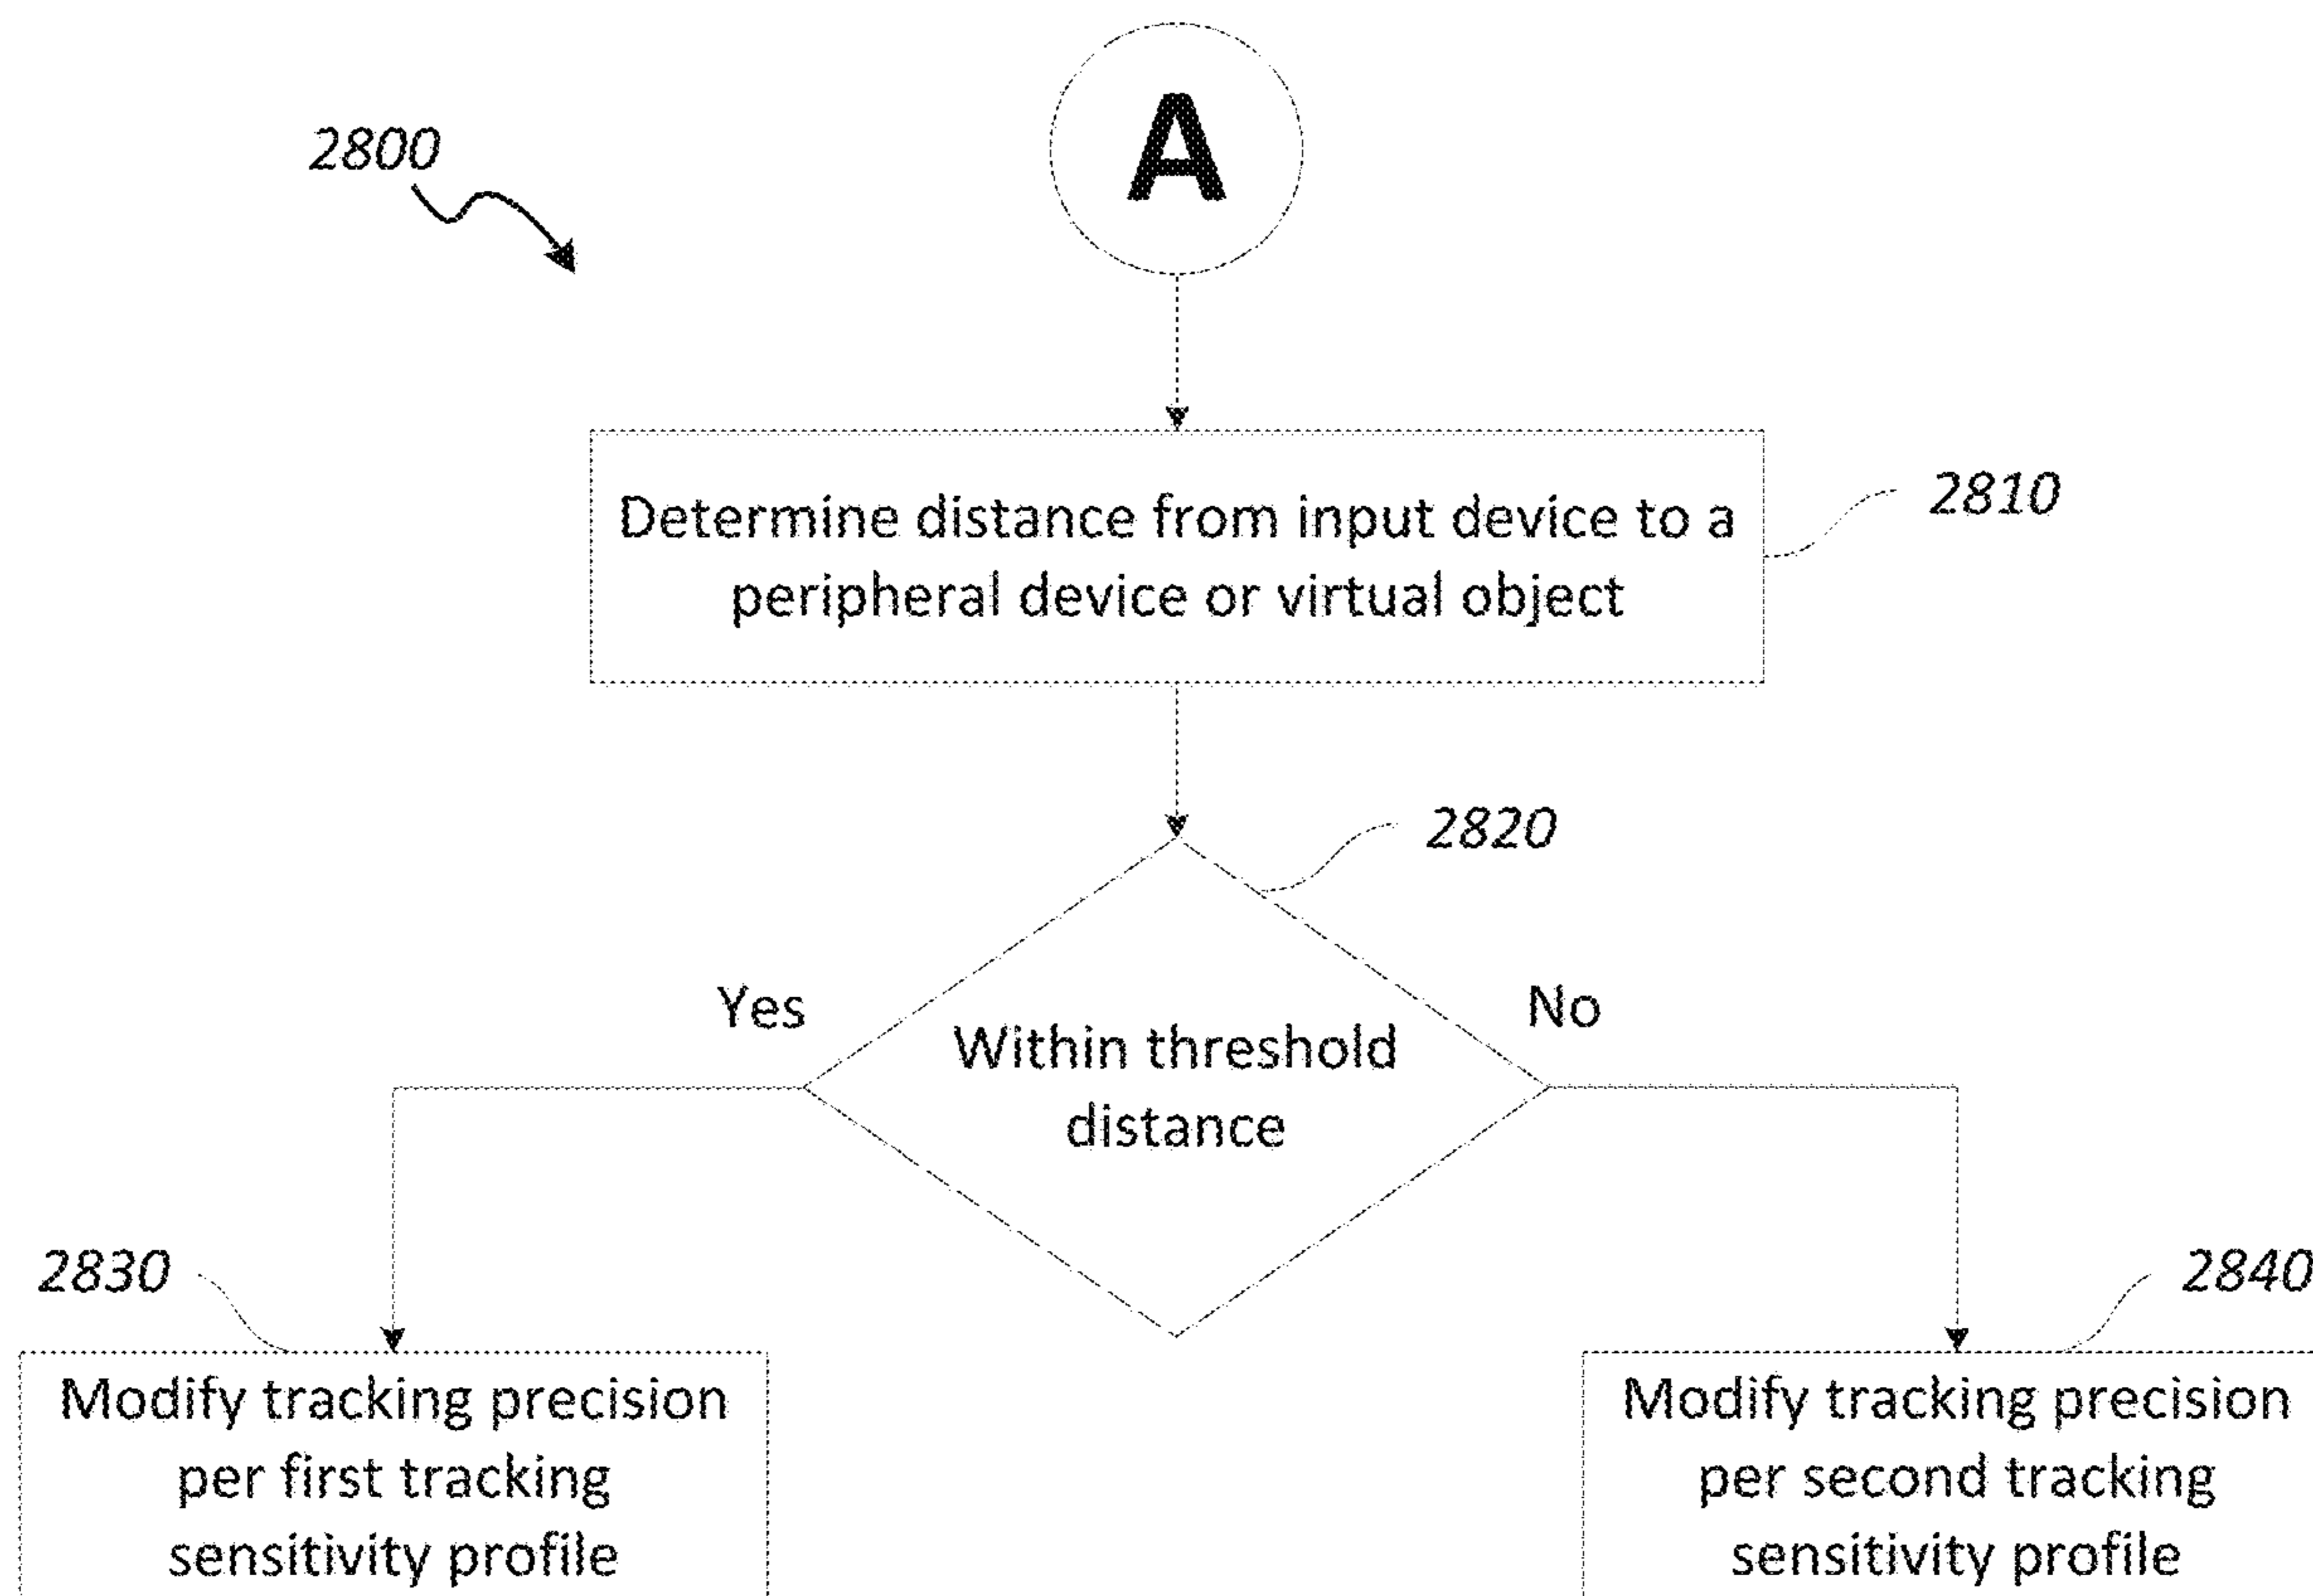 A
2800
Determine distance from input device to a
peripheral device or virtual object
2810
2820
Yes
No
Within threshold
distance
2830
2840
Modify tracking precision
per first tracking
sensitivity profile
Modify tracking precision
per second tracking
sensitivity profile